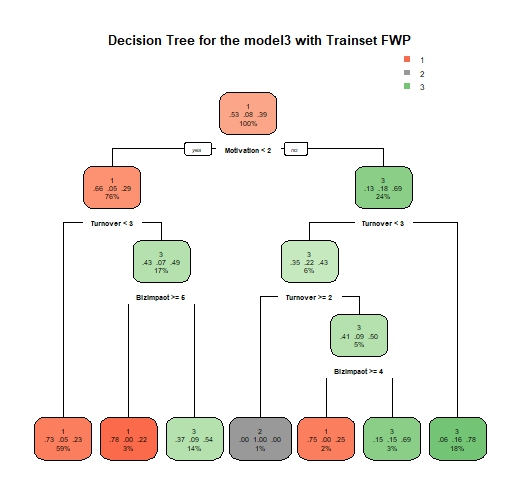 Decision Tree for the model3 with Trainset FWP
1
2
3
1
.53 .08 .39
100%
yes Motivation < 2 no
1
.66 .05 .29
76%
3
.13 .18 .69
24%
Turnover < 3
Turnover < 3
3
.43 .07 .49
17%
3
.35 .22 .43
6%
BizImpact >= 5
Turnover >= 2
3
.41 .09 .50
5%
BizImpact >= 4
1
.73 .05 .23
59%
1
.78 .00 .22
3%
3
.37 .09 .54
14%
2
.00 1.00 .00
1%
1
.75 .00 .25
2%
3
.15 .15 .69
3%
3
.06 .16 .78
18%